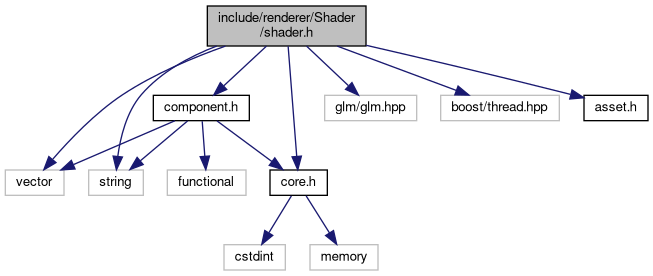 include/renderer/Shader
/shader.h
component.h
glm/glm.hpp
boost/thread.hpp
asset.h
vector
string
functional
core.h
cstdint
memory